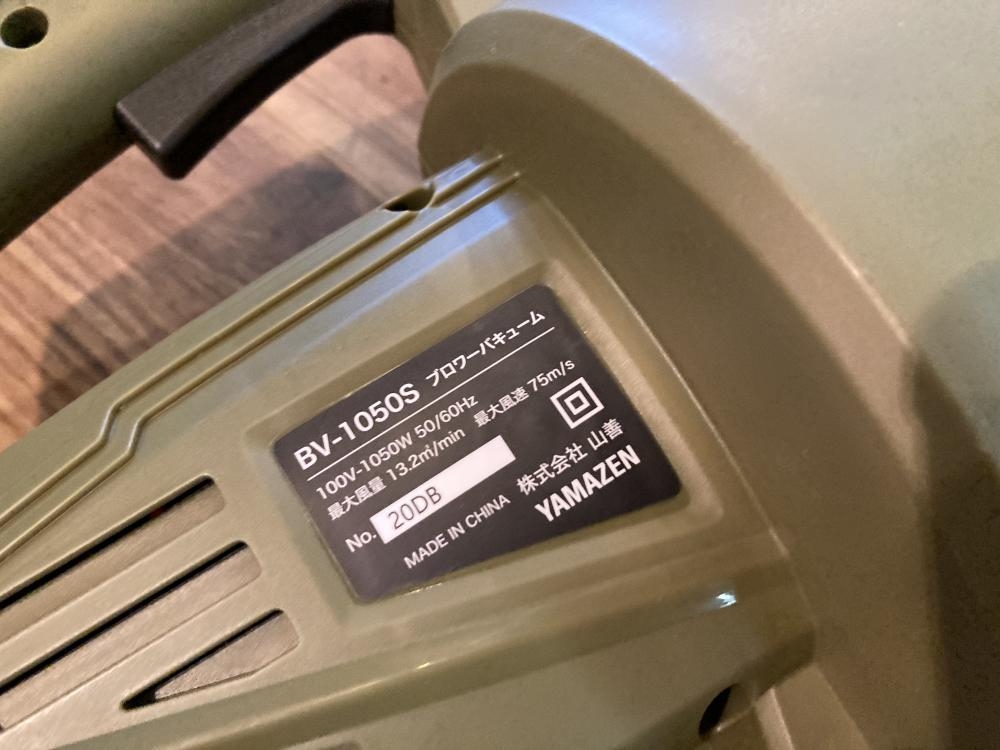 BV-1050S ブロワーバキューム
100V-1050W 50/60Hz
最大風量 13.2㎥/min 最大風速 75m/s
No. 20DB
株式会社 山善
MADE IN CHINA YAMAZEN